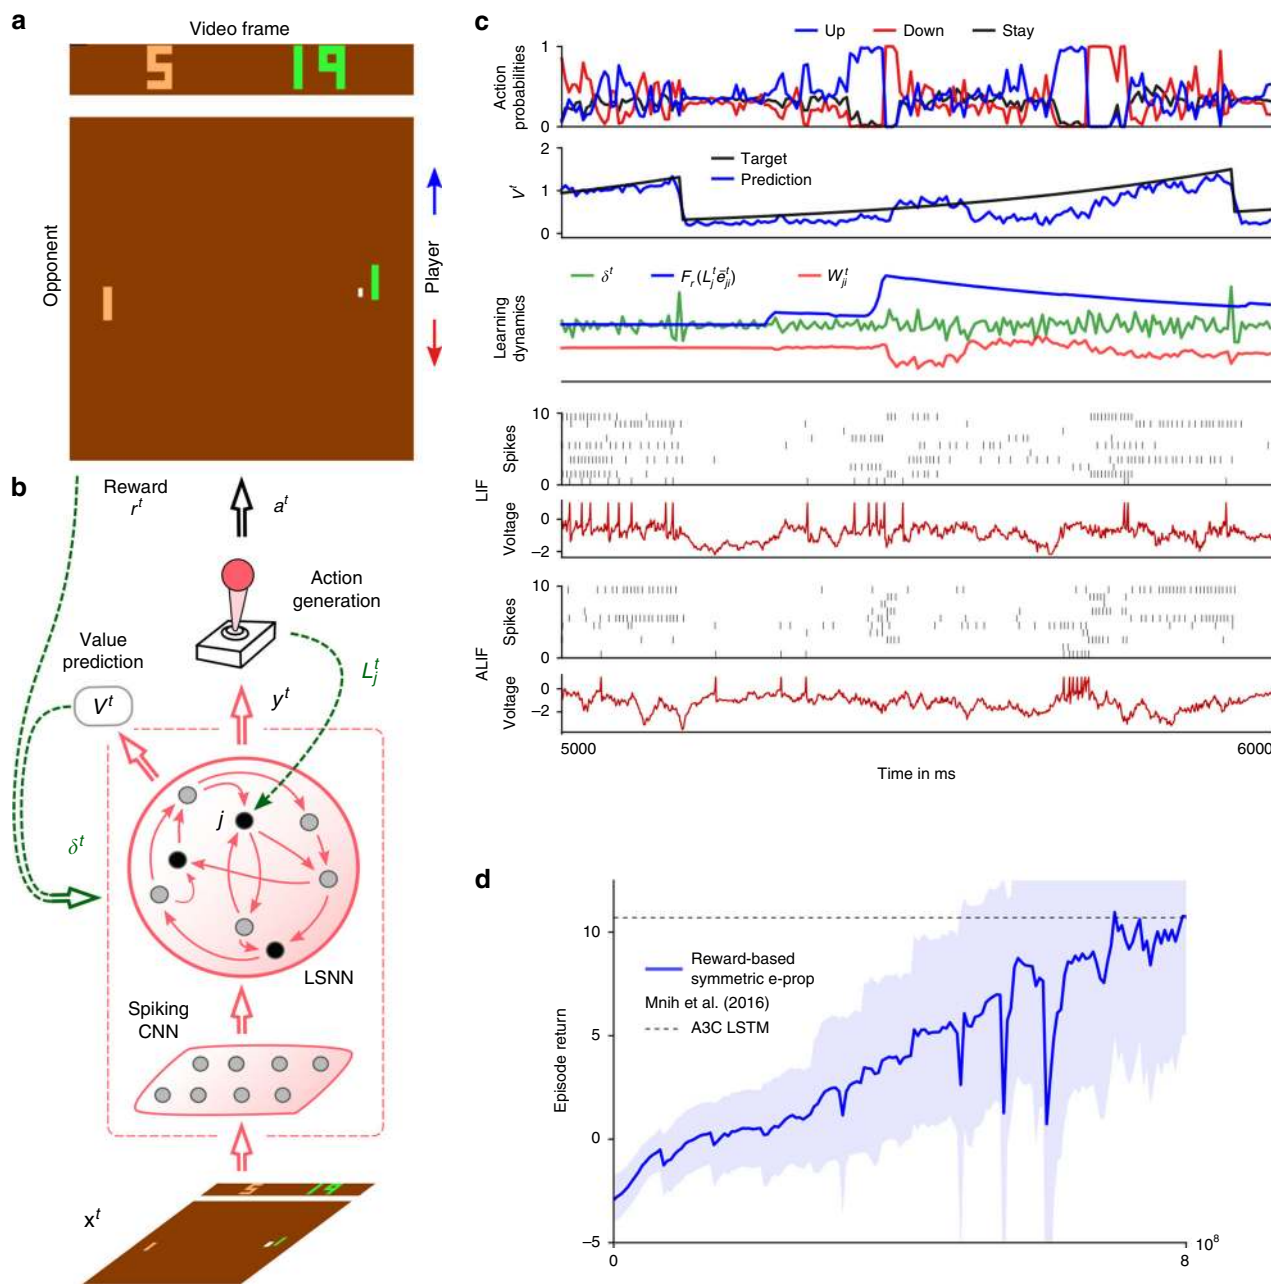 a
Video frame
5 19
Opponent
Player
b
Reward
r^t
a^t
Action
generation
Value
prediction
L_j^t
V^t
y^t
j
δ^t
LSNN
Spiking
CNN
5 19
x^t
c
Up Down Stay
Action
probabilities
1
0
Target
Prediction
V^t
2
1
0
δ^t F_r(L_j^t ē_ji^t) W_ji^t
Learning
dynamics
LIF
Spikes
10
0
Voltage
0
−2
ALIF
Spikes
10
0
Voltage
0
−2
5000 6000
Time in ms
d
Episode return
10
5
0
−5
Reward-based
symmetric e-prop
Mnih et al. (2016)
A3C LSTM
0 8
10^8